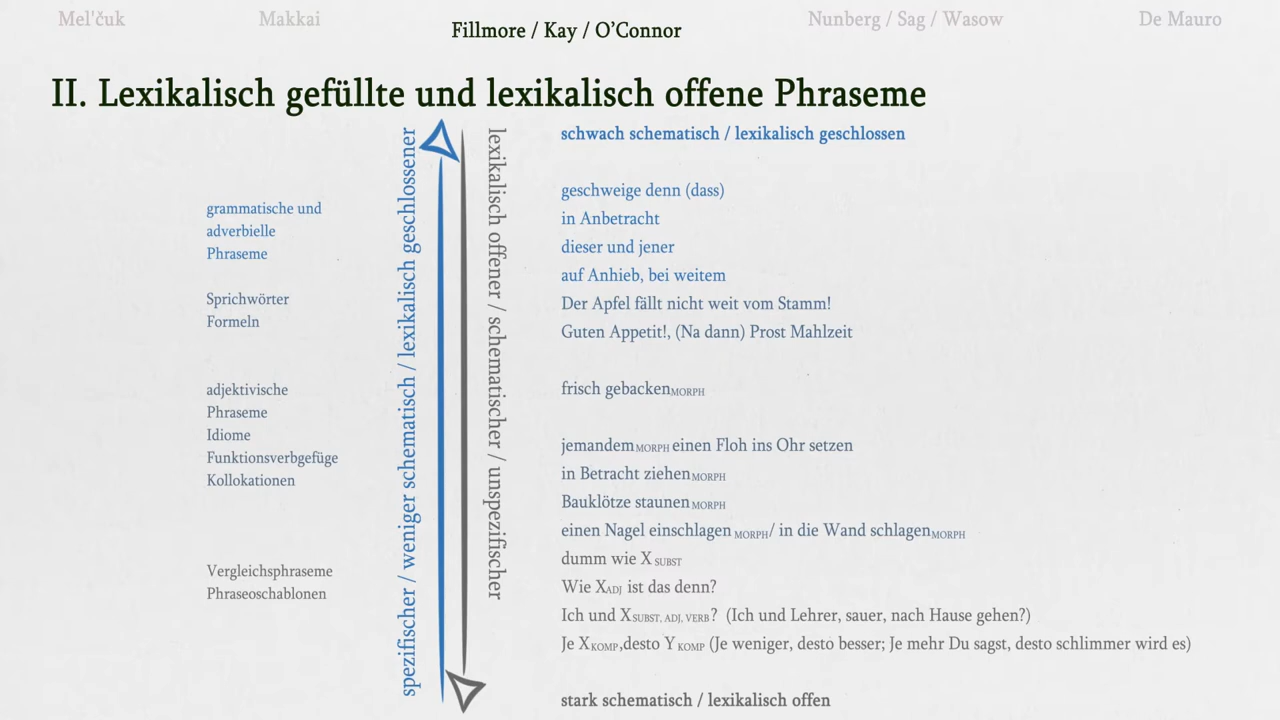 Mel'čuk
Makkai
Fillmore / Kay / O’Connor
Nunberg / Sag / Wasow
De Mauro
II. Lexikalisch gefüllte und lexikalisch offene Phraseme
grammatische und
adverbielle
Phraseme
Sprichwörter
Formeln
adjektivische
Phraseme
Idiome
Funktionsverbgefüge
Kollokationen
Vergleichsphraseme
Phraseoschablonen
spezifischer / weniger schematisch / lexikalisch geschlossener
lexikalisch offener / schematischer / unspezifischer
schwach schematisch / lexikalisch geschlossen
geschweige denn (dass)
in Anbetracht
dieser und jener
auf Anhieb, bei weitem
Der Apfel fällt nicht weit vom Stamm!
Guten Appetit!, (Na dann) Prost Mahlzeit
frisch gebackenMORPH
jemandemMORPH einen Floh ins Ohr setzen
in Betracht ziehenMORPH
Bauklötze staunenMORPH
einen Nagel einschlagenMORPH/ in die Wand schlagenMORPH
dumm wie X SUBST
Wie XADJ ist das denn?
Ich und XSUBST, ADJ, VERB? (Ich und Lehrer, sauer, nach Hause gehen?)
Je XKOMP,desto Y KOMP (Je weniger, desto besser; Je mehr Du sagst, desto schlimmer wird es)
stark schematisch / lexikalisch offen